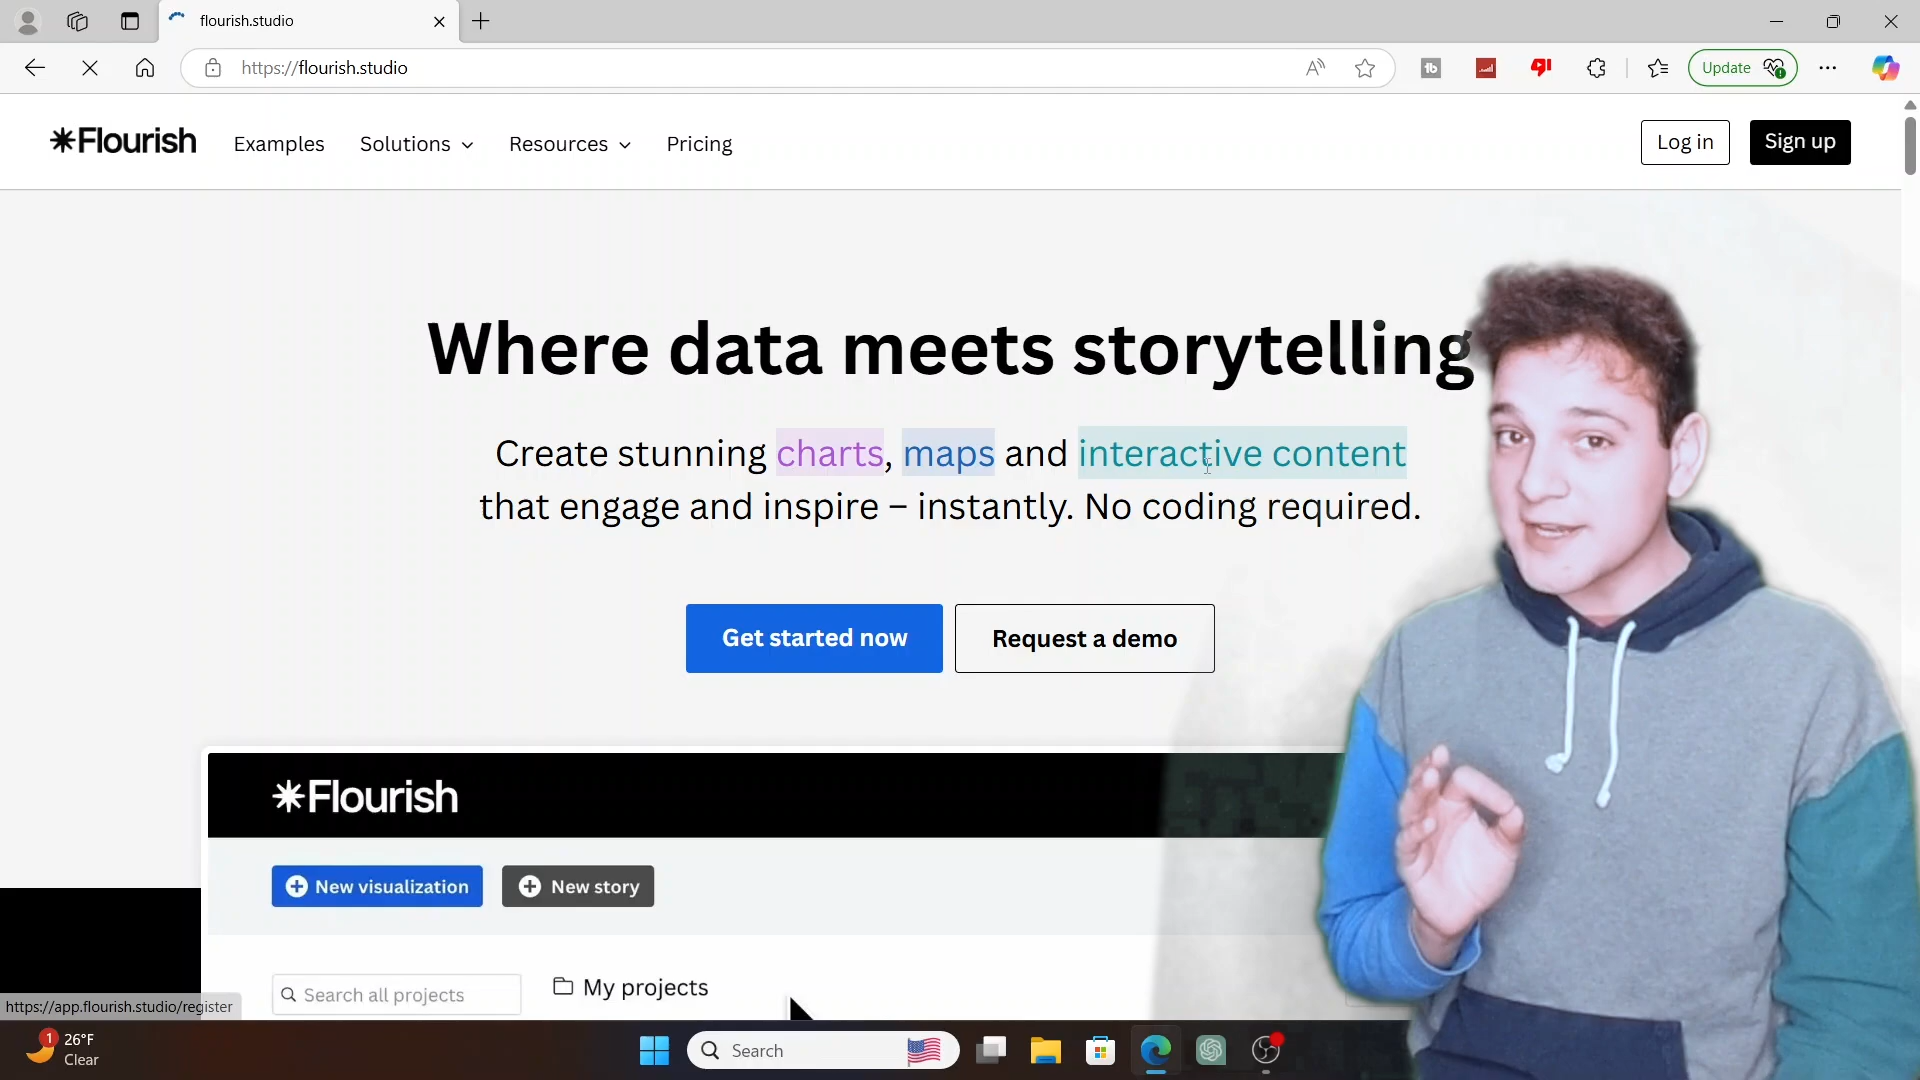 flourish.studio
https://flourish.studio
Update
Flourish
Examples
Solutions
Resources
Pricing
Log in
Sign up
Where data meets storytelling
Create stunning charts, maps and interactive content
that engage and inspire – instantly. No coding required.
Get started now
Request a demo
Flourish
New visualization
New story
Search all projects
My projects
https://app.flourish.studio/register
1
26°F
Clear
Search